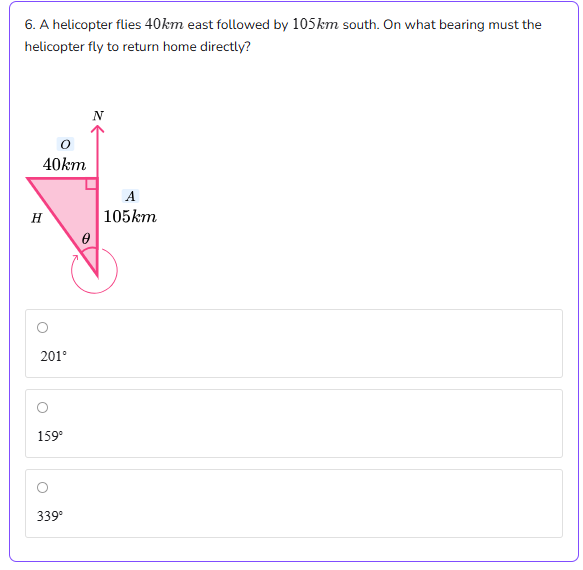 6. A helicopter flies 40km east followed by 105km south. On what bearing must the
helicopter fly to return home directly?
N
O
40km
A
H
105km
θ
201°
159°
339°